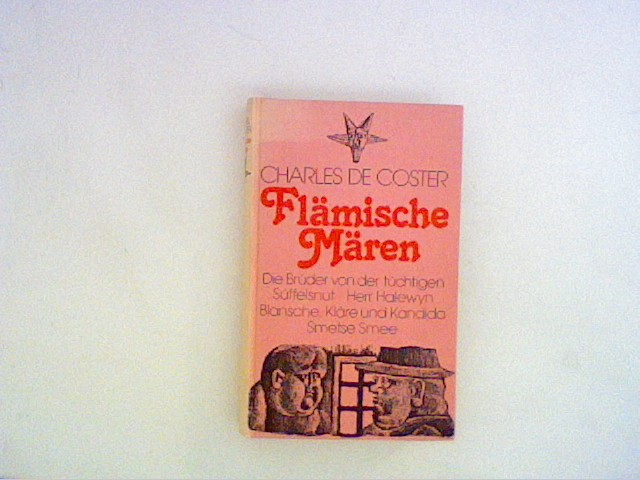 CHARLES DE COSTER
Flämische
Mären
Die Brüder von der tüchtigen
Süffelsnut Herr Halewyn
Blansche, Kläre und Kandida
Smetse Smee